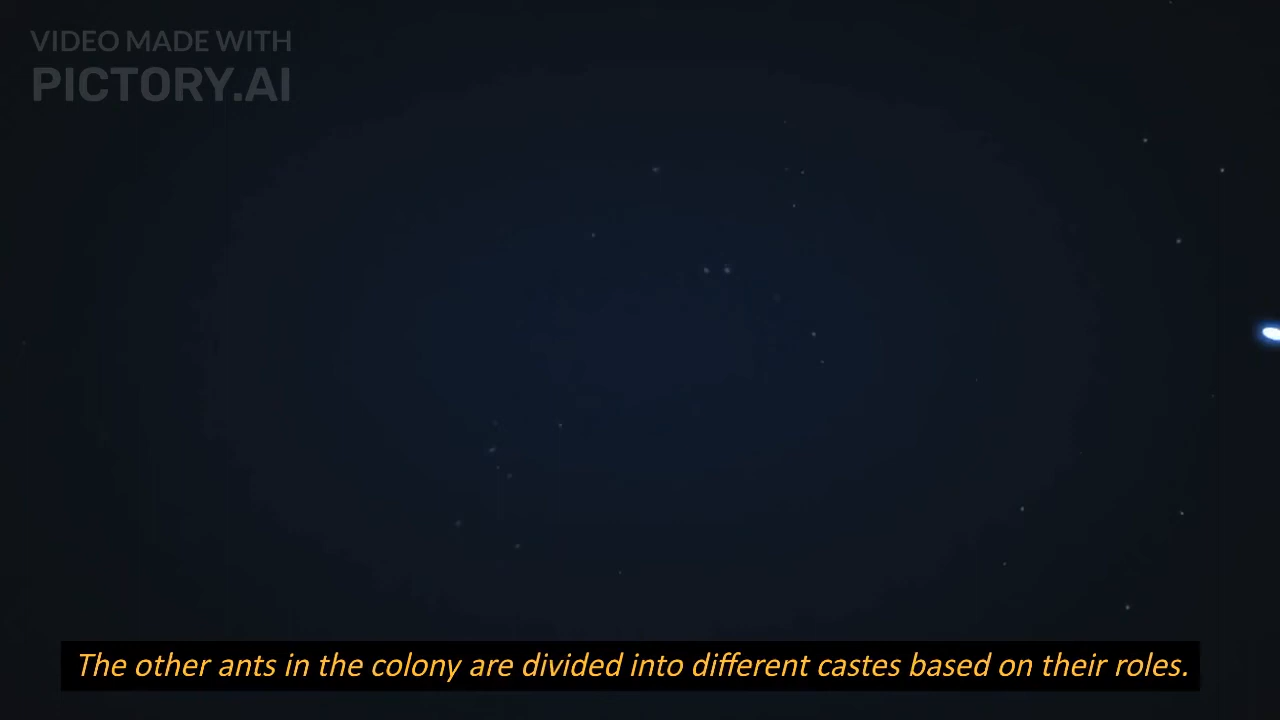 VIDEO MADE WITH
PICTORY.AI
The other ants in the colony are divided into different castes based on their roles.